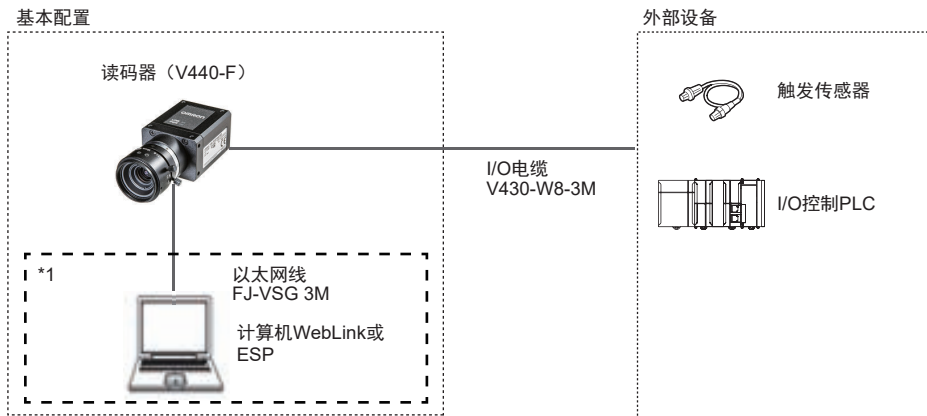 基本配置
外部设备
读码器（V440-F）
OMRON
触发传感器
I/O电缆
V430-W8-3M
I/O控制PLC
*1
以太网线
FJ-VSG 3M
计算机WebLink或
ESP